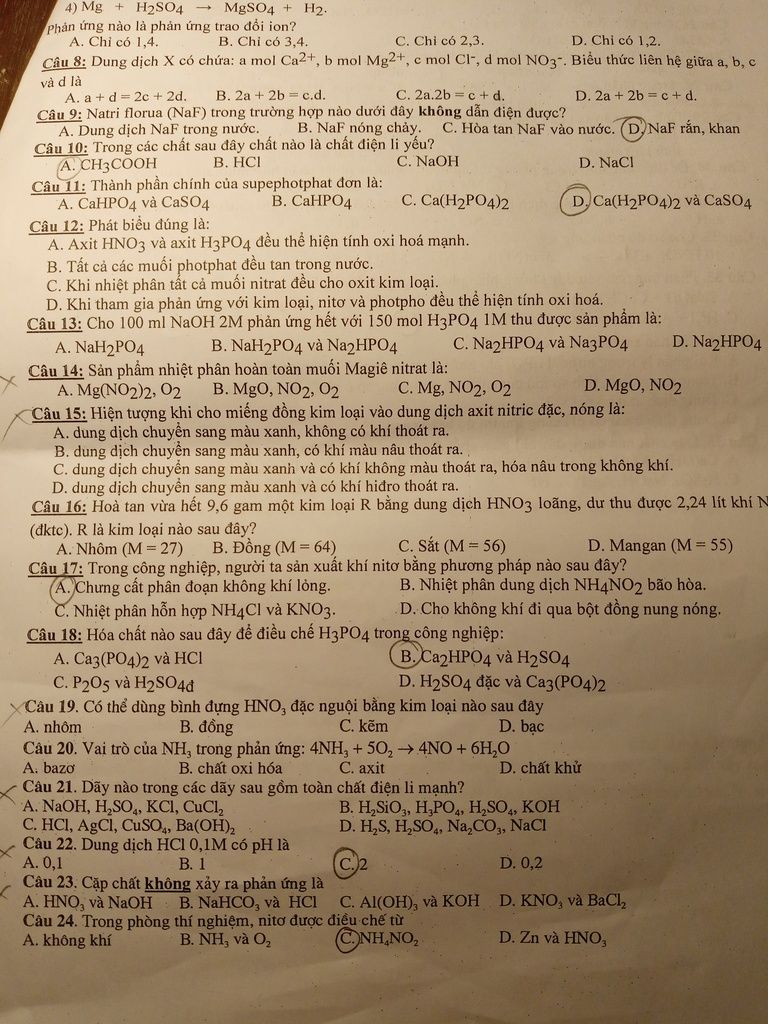 4) Mg + H2SO4 → MgSO4 + H2.
Phản ứng nào là phản ứng trao đổi ion?
A. Chỉ có 1,4. B. Chỉ có 3,4. C. Chỉ có 2,3. D. Chỉ có 1,2.
Câu 8: Dung dịch X có chứa: a mol Ca2+, b mol Mg2+, c mol Cl-, d mol NO3-. Biểu thức liên hệ giữa a, b, c
và d là
A. a + d = 2c + 2d. B. 2a + 2b = c.d. C. 2a.2b = c + d. D. 2a + 2b = c + d.
Câu 9: Natri florua (NaF) trong trường hợp nào dưới đây không dẫn điện được?
A. Dung dịch NaF trong nước. B. NaF nóng chảy. C. Hòa tan NaF vào nước. D. NaF rắn, khan
Câu 10: Trong các chất sau đây chất nào là chất điện li yếu?
A. CH3COOH B. HCl C. NaOH D. NaCl
Câu 11: Thành phần chính của supephotphat đơn là:
A. CaHPO4 và CaSO4 B. CaHPO4 C. Ca(H2PO4)2 D. Ca(H2PO4)2 và CaSO4
Câu 12: Phát biểu đúng là:
A. Axit HNO3 và axit H3PO4 đều thể hiện tính oxi hoá mạnh.
B. Tất cả các muối photphat đều tan trong nước.
C. Khi nhiệt phân tất cả muối nitrat đều cho oxit kim loại.
D. Khi tham gia phản ứng với kim loại, nitơ và photpho đều thể hiện tính oxi hoá.
Câu 13: Cho 100 ml NaOH 2M phản ứng hết với 150 mol H3PO4 1M thu được sản phẩm là:
A. NaH2PO4 B. NaH2PO4 và Na2HPO4 C. Na2HPO4 và Na3PO4 D. Na2HPO4
Câu 14: Sản phẩm nhiệt phân hoàn toàn muối Magiê nitrat là:
A. Mg(NO2)2, O2 B. MgO, NO2, O2 C. Mg, NO2, O2 D. MgO, NO2
Câu 15: Hiện tượng khi cho miếng đồng kim loại vào dung dịch axit nitric đặc, nóng là:
A. dung dịch chuyển sang màu xanh, không có khí thoát ra.
B. dung dịch chuyển sang màu xanh, có khí màu nâu thoát ra.
C. dung dịch chuyển sang màu xanh và có khí không màu thoát ra, hóa nâu trong không khí.
D. dung dịch chuyển sang màu xanh và có khí hiđro thoát ra.
Câu 16: Hoà tan vừa hết 9,6 gam một kim loại R bằng dung dịch HNO3 loãng, dư thu được 2,24 lít khí N
(đktc). R là kim loại nào sau đây?
A. Nhôm (M = 27) B. Đồng (M = 64) C. Sắt (M = 56) D. Mangan (M = 55)
Câu 17: Trong công nghiệp, người ta sản xuất khí nitơ bằng phương pháp nào sau đây?
A. Chưng cất phân đoạn không khí lỏng. B. Nhiệt phân dung dịch NH4NO2 bão hòa.
C. Nhiệt phân hỗn hợp NH4Cl và KNO3. D. Cho không khí đi qua bột đồng nung nóng.
Câu 18: Hóa chất nào sau đây để điều chế H3PO4 trong công nghiệp:
A. Ca3(PO4)2 và HCl B. Ca2HPO4 và H2SO4
C. P2O5 và H2SO4đ D. H2SO4 đặc và Ca3(PO4)2
Câu 19. Có thể dùng bình đựng HNO3 đặc nguội bằng kim loại nào sau đây
A. nhôm B. đồng C. kẽm D. bạc
Câu 20. Vai trò của NH3 trong phản ứng: 4NH3 + 5O2 → 4NO + 6H2O
A. bazơ B. chất oxi hóa C. axit D. chất khử
Câu 21. Dãy nào trong các dãy sau gồm toàn chất điện li mạnh?
A. NaOH, H2SO4, KCl, CuCl2 B. H2SiO3, H3PO4, H2SO4, KOH
C. HCl, AgCl, CuSO4, Ba(OH)2 D. H2S, H2SO4, Na2CO3, NaCl
Câu 22. Dung dịch HCl 0,1M có pH là
A. 0,1 B. 1 C. 2 D. 0,2
Câu 23. Cặp chất không xảy ra phản ứng là
A. HNO3 và NaOH B. NaHCO3 và HCl C. Al(OH)3 và KOH D. KNO3 và BaCl2
Câu 24. Trong phòng thí nghiệm, nitơ được điều chế từ
A. không khí B. NH3 và O2 C. NH4NO2 D. Zn và HNO3